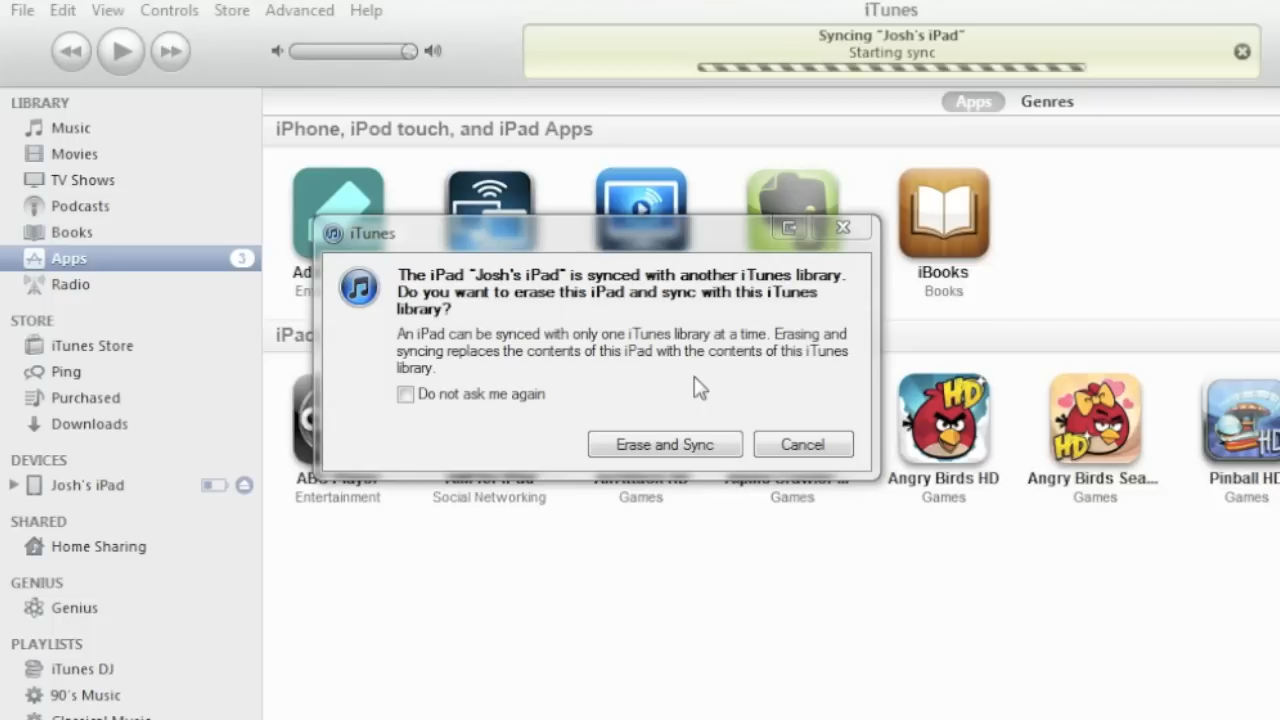 File Edit View Controls Store Advanced Help
iTunes
Syncing "Josh's iPad"
Starting sync
LIBRARY
Music
Movies
TV Shows
Podcasts
Books
Apps 3
Radio
STORE
iTunes Store
Ping
Purchased
Downloads
DEVICES
Josh's iPad
SHARED
Home Sharing
GENIUS
Genius
PLAYLISTS
iTunes DJ
90's Music
Classical Music
Apps Genres
iPhone, iPod touch, and iPad Apps
iBooks
Books
iTunes
The iPad "Josh's iPad" is synced with another iTunes library.
Do you want to erase this iPad and sync with this iTunes
library?
An iPad can be synced with only one iTunes library at a time. Erasing and
syncing replaces the contents of this iPad with the contents of this iTunes
library.
Do not ask me again
Erase and Sync Cancel
HD HD
Angry Birds HD Angry Birds Sea... Pinball HD
Entertainment Social Networking Games Games Games Games Games